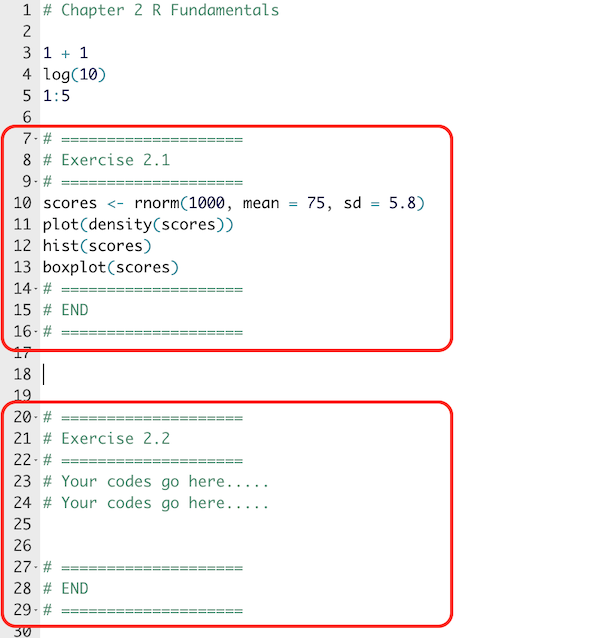 1 # Chapter 2 R Fundamentals
2
3 1 + 1
4 log(10)
5 1:5
6
7 # ====================
8 # Exercise 2.1
9 # ====================
10 scores <- rnorm(1000, mean = 75, sd = 5.8)
11 plot(density(scores))
12 hist(scores)
13 boxplot(scores)
14 # ====================
15 # END
16 # ====================
17
18
19
20 # ====================
21 # Exercise 2.2
22 # ====================
23 # Your codes go here.....
24 # Your codes go here.....
25
26
27 # ====================
28 # END
29 # ====================
30